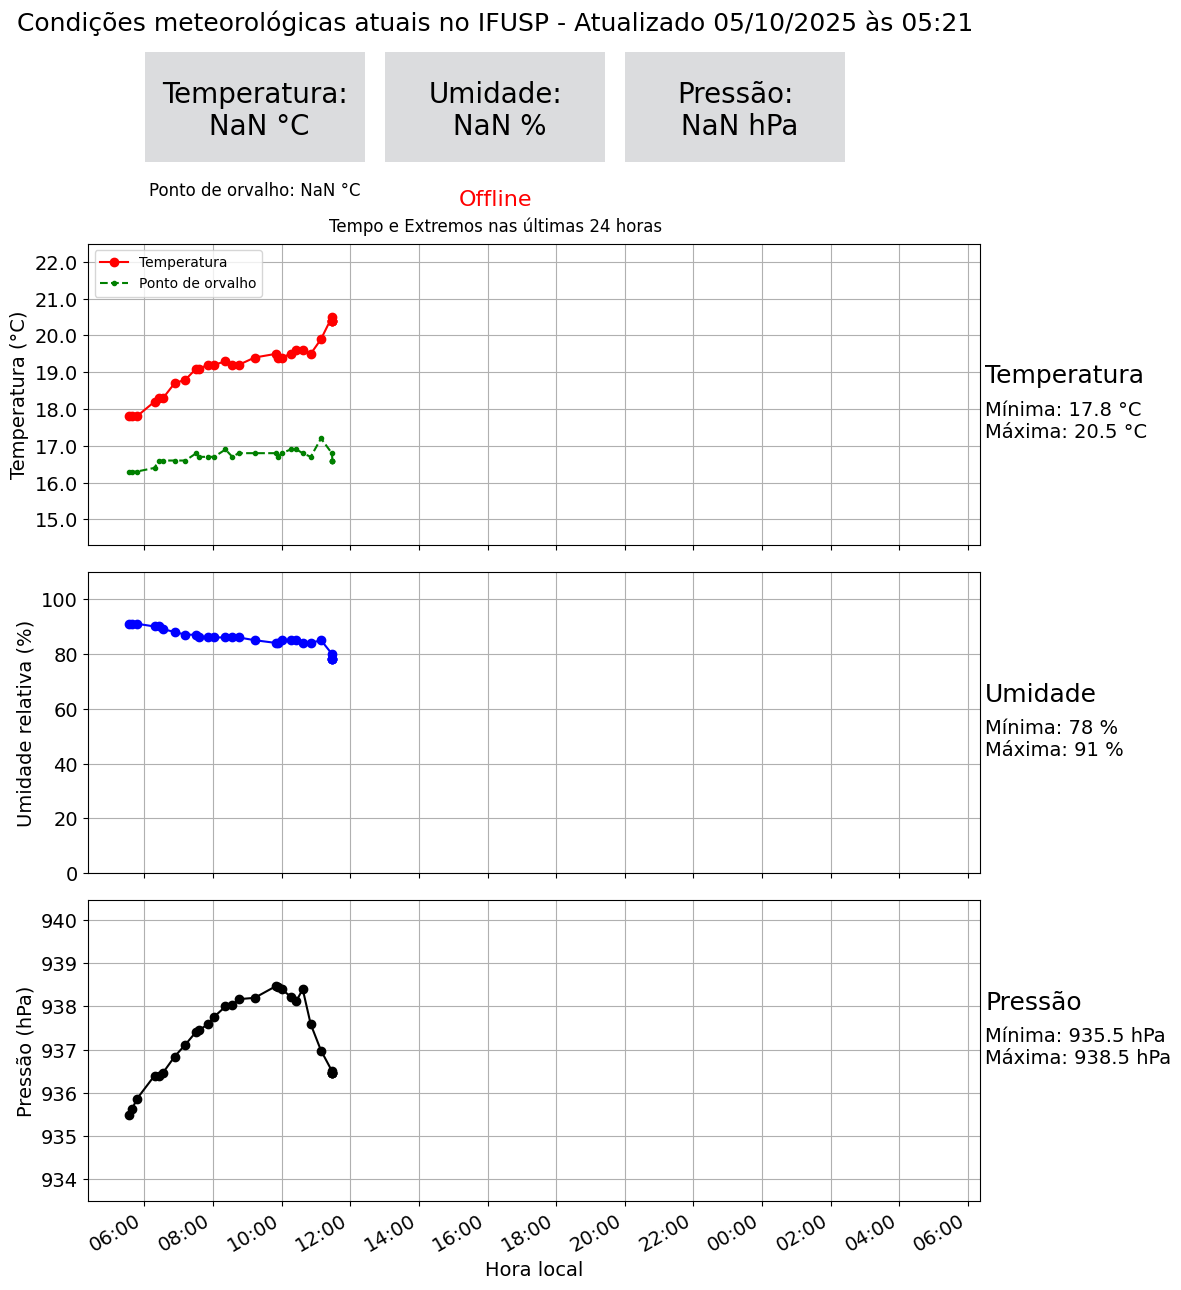 Condições meteorológicas atuais no IFUSP - Atualizado 05/10/2025 às 05:21
Temperatura:
NaN °C
Umidade:
NaN %
Pressão:
NaN hPa
Ponto de orvalho: NaN °C
Offline
Tempo e Extremos nas últimas 24 horas
Temperatura (°C)
22.0
21.0
20.0
19.0
18.0
17.0
16.0
15.0
Temperatura
Ponto de orvalho
Temperatura
Mínima: 17.8 °C
Máxima: 20.5 °C
Umidade relativa (%)
100
80
60
40
20
0
Umidade
Mínima: 78 %
Máxima: 91 %
Pressão (hPa)
940
939
938
937
936
935
934
Pressão
Mínima: 935.5 hPa
Máxima: 938.5 hPa
06:00
08:00
10:00
12:00
14:00
16:00
18:00
20:00
22:00
00:00
02:00
04:00
06:00
Hora local